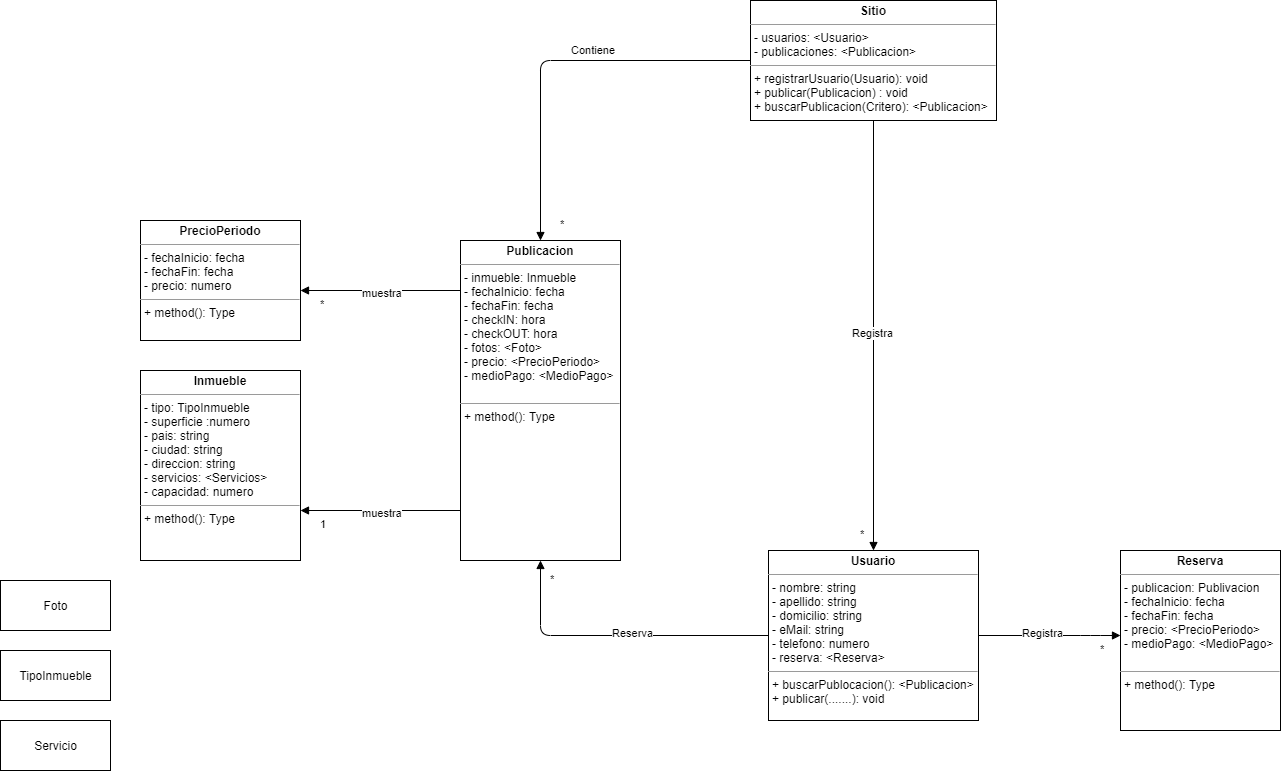 Sitio
- usuarios: <Usuario>
- publicaciones: <Publicacion>
+ registrarUsuario(Usuario): void
+ publicar(Publicacion) : void
+ buscarPublicacion(Critero): <Publicacion>
Contiene
*
PrecioPeriodo
- fechaInicio: fecha
- fechaFin: fecha
- precio: numero
+ method(): Type
muestra
*
Publicacion
- inmueble: Inmueble
- fechaInicio: fecha
- fechaFin: fecha
- checkIN: hora
- checkOUT: hora
- fotos: <Foto>
- precio: <PrecioPeriodo>
- medioPago: <MedioPago>
+ method(): Type
Registra
*
Inmueble
- tipo: TipoInmueble
- superficie :numero
- pais: string
- ciudad: string
- direccion: string
- servicios: <Servicios>
- capacidad: numero
+ method(): Type
muestra
1
*
Reserva
Usuario
- nombre: string
- apellido: string
- domicilio: string
- eMail: string
- telefono: numero
- reserva: <Reserva>
+ buscarPublocacion(): <Publicacion>
+ publicar(.......): void
Registra
*
Reserva
- publicacion: Publivacion
- fechaInicio: fecha
- fechaFin: fecha
- precio: <PrecioPeriodo>
- medioPago: <MedioPago>
+ method(): Type
Foto
TipoInmueble
Servicio